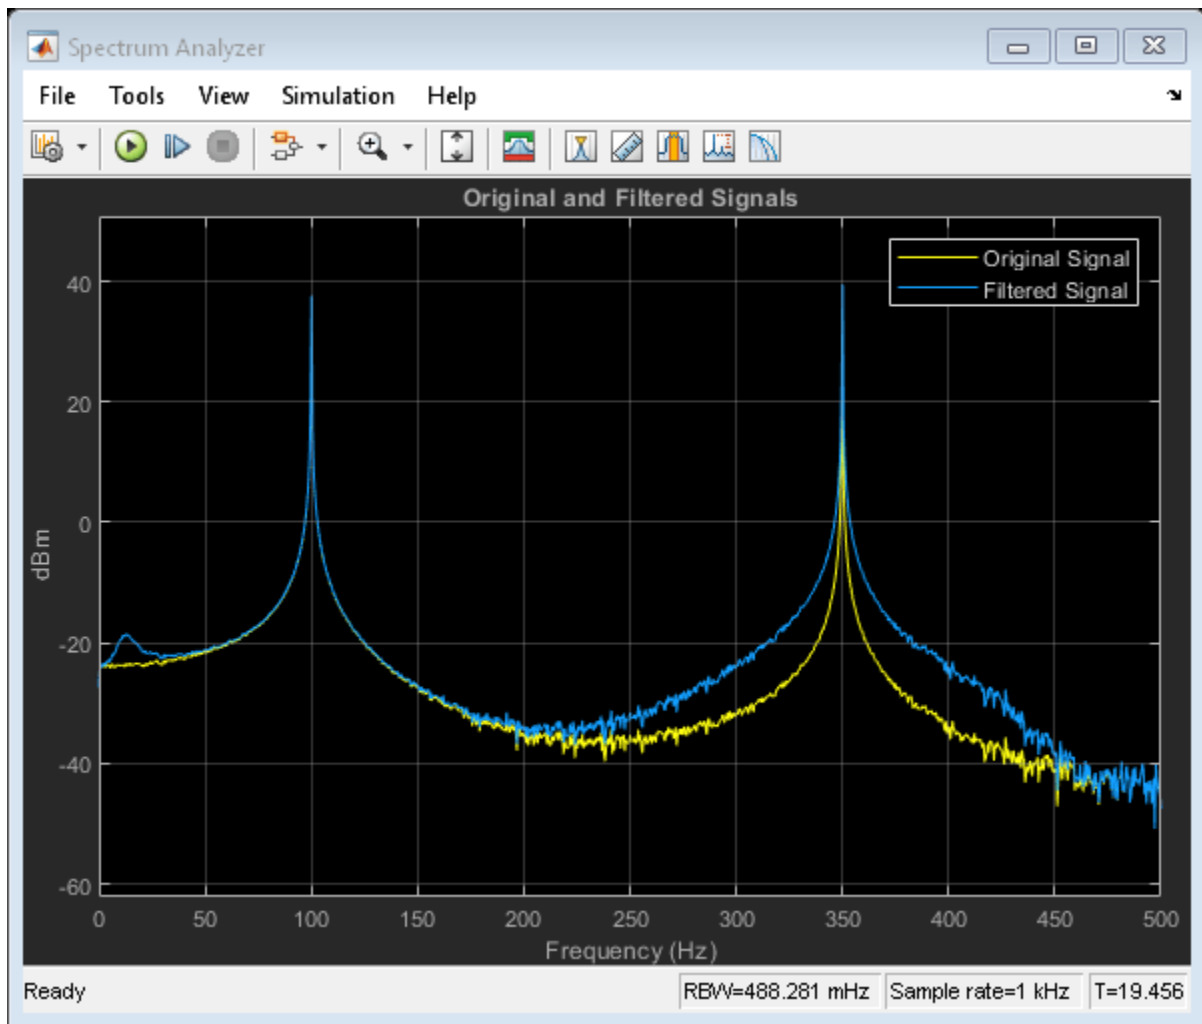 Spectrum Analyzer
File Tools View Simulation Help
Original and Filtered Signals
Original Signal
Filtered Signal
40
20
0
-20
-40
-60
dBm
0 50 100 150 200 250 300 350 400 450 500
Frequency (Hz)
Ready RBW=488.281 mHz Sample rate=1 kHz T=19.456